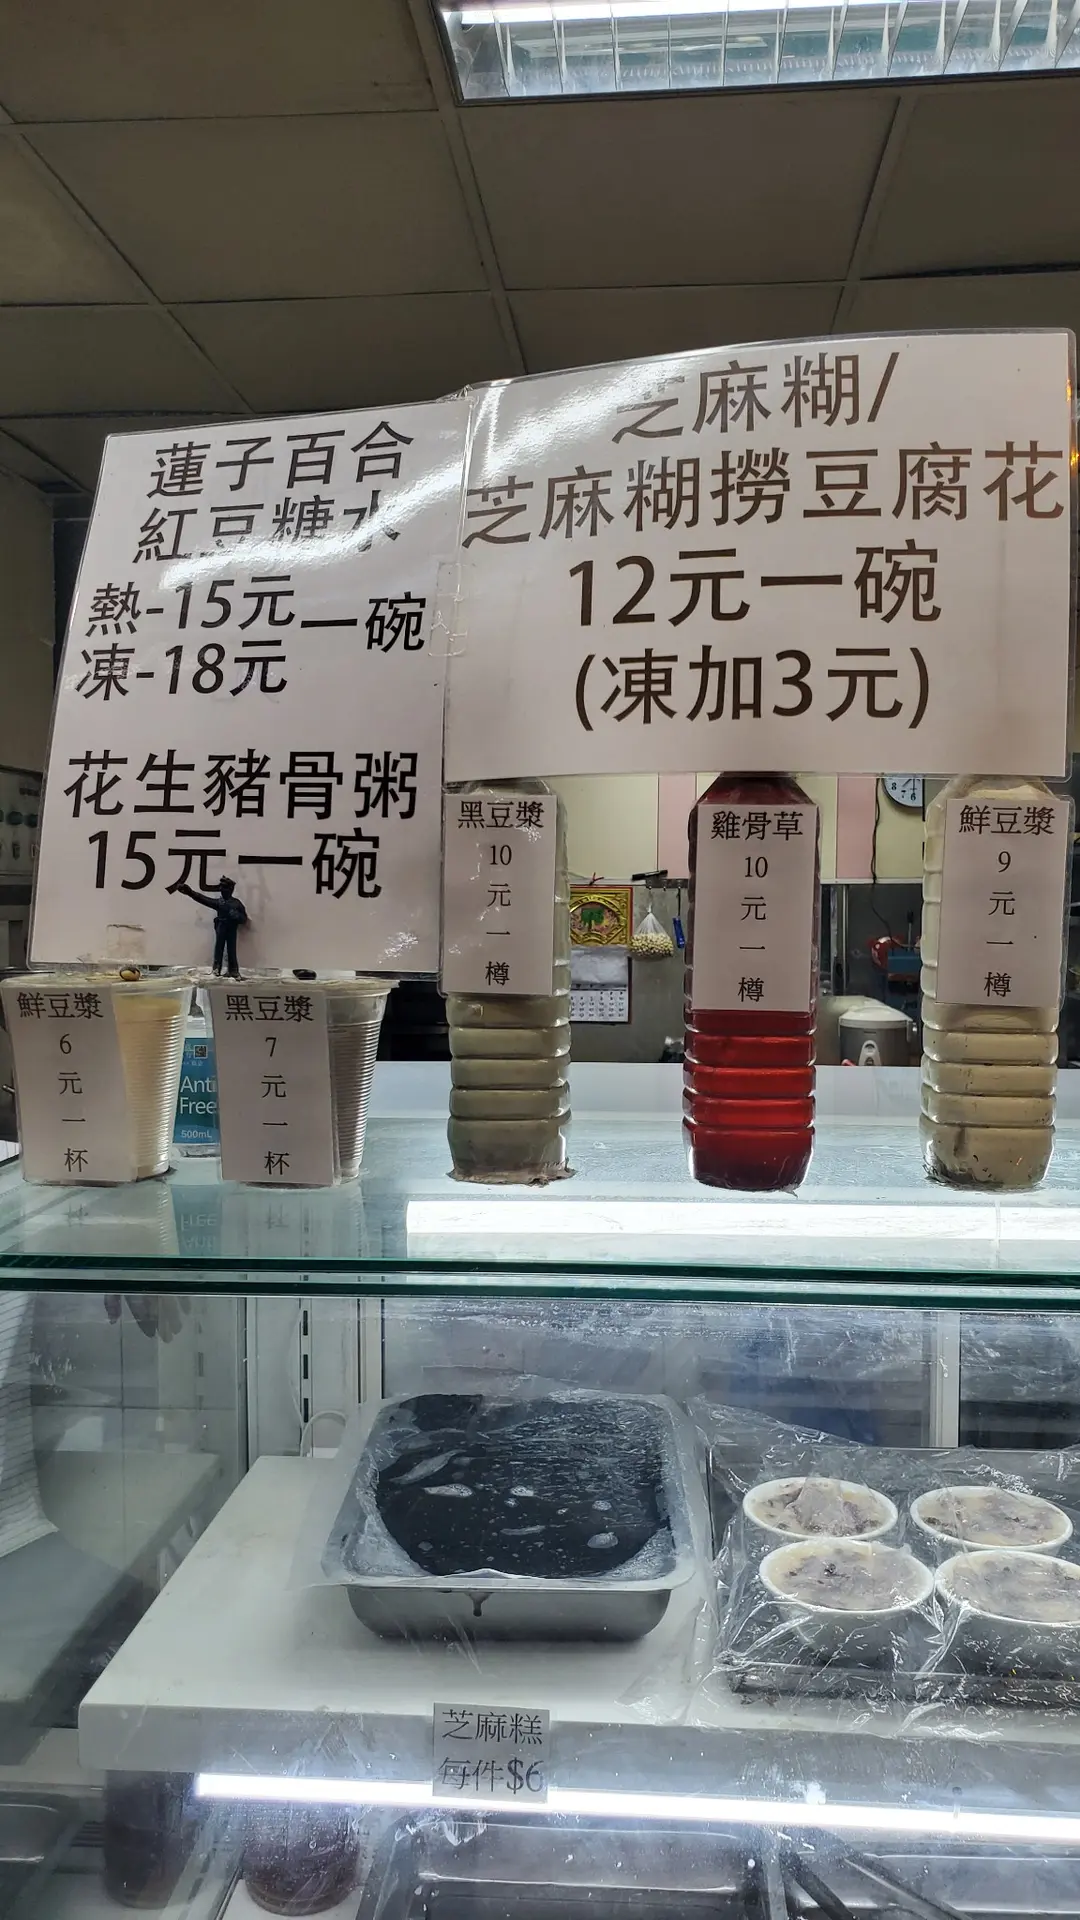 蓮子百合
紅豆糖水
熱-15元
凍-18元
一碗
花生豬骨粥
15元一碗
芝麻糊/
芝麻糊撈豆腐花
12元一碗
(凍加3元)
黑豆漿
10
元
一
樽
雞骨草
10
元
一
樽
鮮豆漿
9
元
一
樽
鮮豆漿
6
元
一
杯
Anti
Free
500mL
黑豆漿
7
元
一
杯
芝麻糕
每件$6